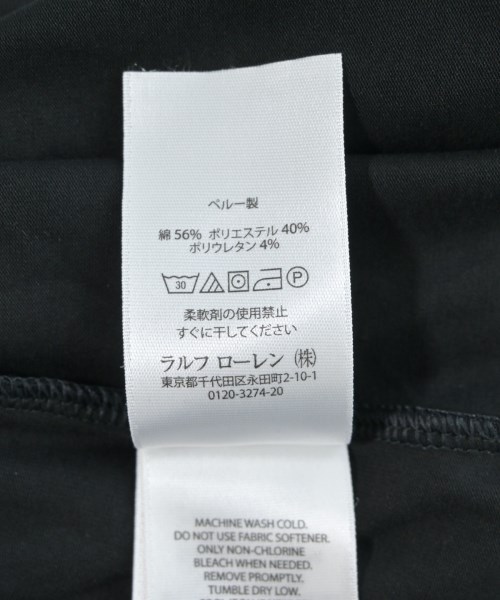 ペルー製
綿 56% ポリエステル 40%
ポリウレタン 4%
30 P
柔軟剤の使用禁止
すぐに干してください
ラルフ ローレン (株)
東京都千代田区永田町2-10-1
0120-3274-20
MACHINE WASH COLD.
DO NOT USE FABRIC SOFTENER.
ONLY NON-CHLORINE
BLEACH WHEN NEEDED.
REMOVE PROMPTLY.
TUMBLE DRY LOW.